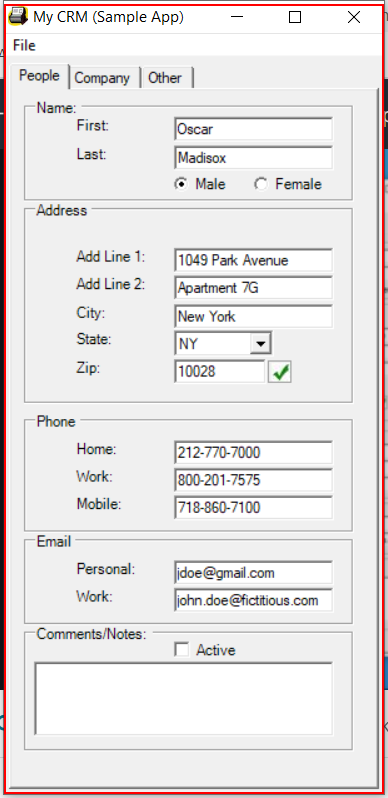 My CRM (Sample App)
File
People Company Other
Name:
First: Oscar
Last: Madisox
Male Female
Address
Add Line 1: 1049 Park Avenue
Add Line 2: Apartment 7G
City: New York
State: NY
Zip: 10028
Phone
Home: 212-770-7000
Work: 800-201-7575
Mobile: 718-860-7100
Email
Personal: jdoe@gmail.com
Work: john.doe@fictitious.com
Comments/Notes:
Active